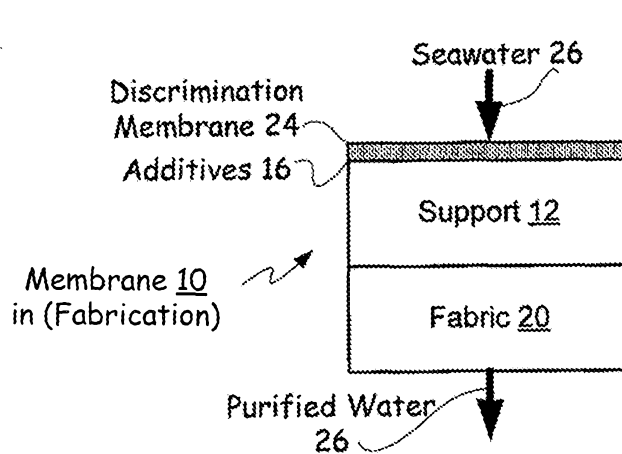 Seawater 26
Discrimination
Membrane 24
Additives 16
Support 12
Membrane 10
in (Fabrication)
Fabric 20
Purified Water
26